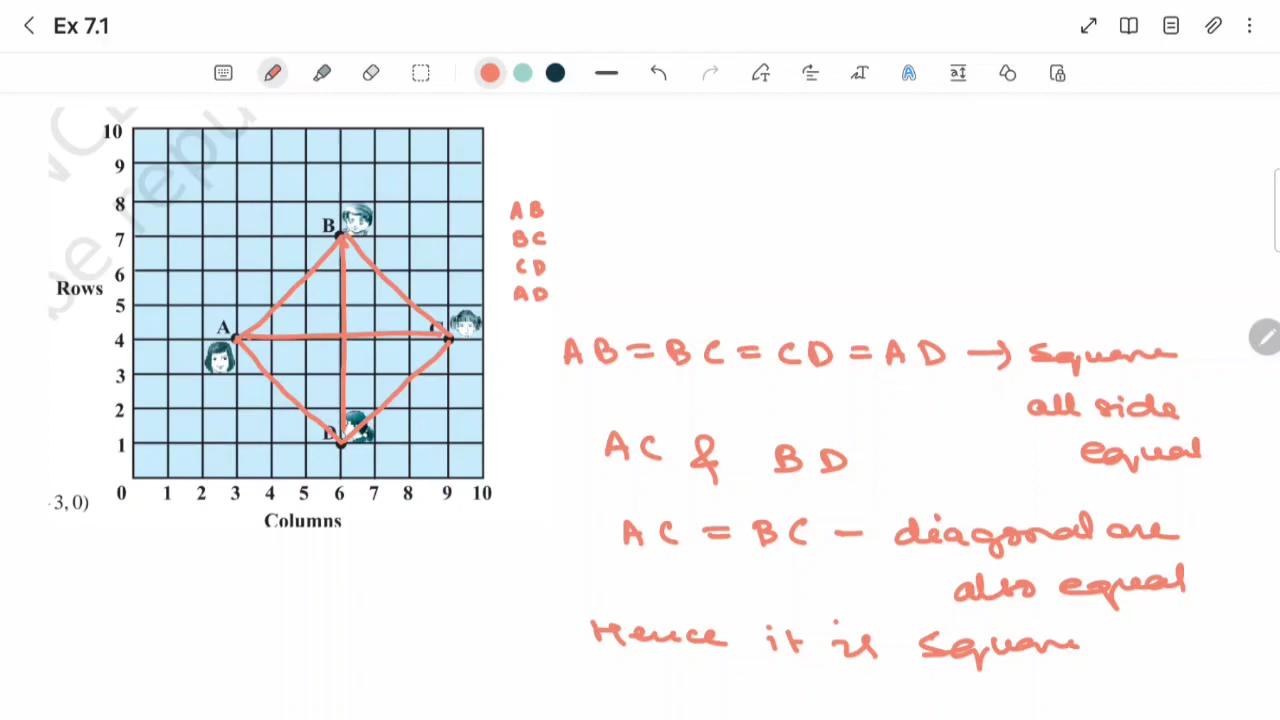 Ex 7.1
10
9
8
7
6
5
4
3
2
1
0 1 2 3 4 5 6 7 8 9 10
Rows
Columns
A
B
D
3,0)
AB
BC
CD
AD
AB = BC = CD = AD → Square
all side
equal
AC & BD
AC = BC - diagonal are
also equal
Hence it is Square